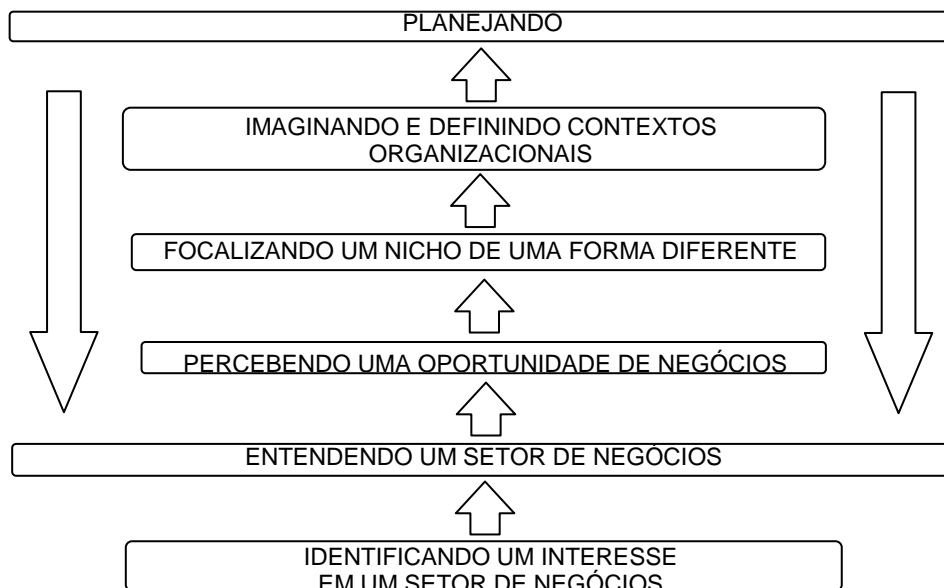 PLANEJANDO
IMAGINANDO E DEFININDO CONTEXTOS
ORGANIZACIONAIS
FOCALIZANDO UM NICHO DE UMA FORMA DIFERENTE
PERCEBENDO UMA OPORTUNIDADE DE NEGÓCIOS
ENTENDENDO UM SETOR DE NEGÓCIOS
IDENTIFICANDO UM INTERESSE
EM UM SETOR DE NEGÓCIOS